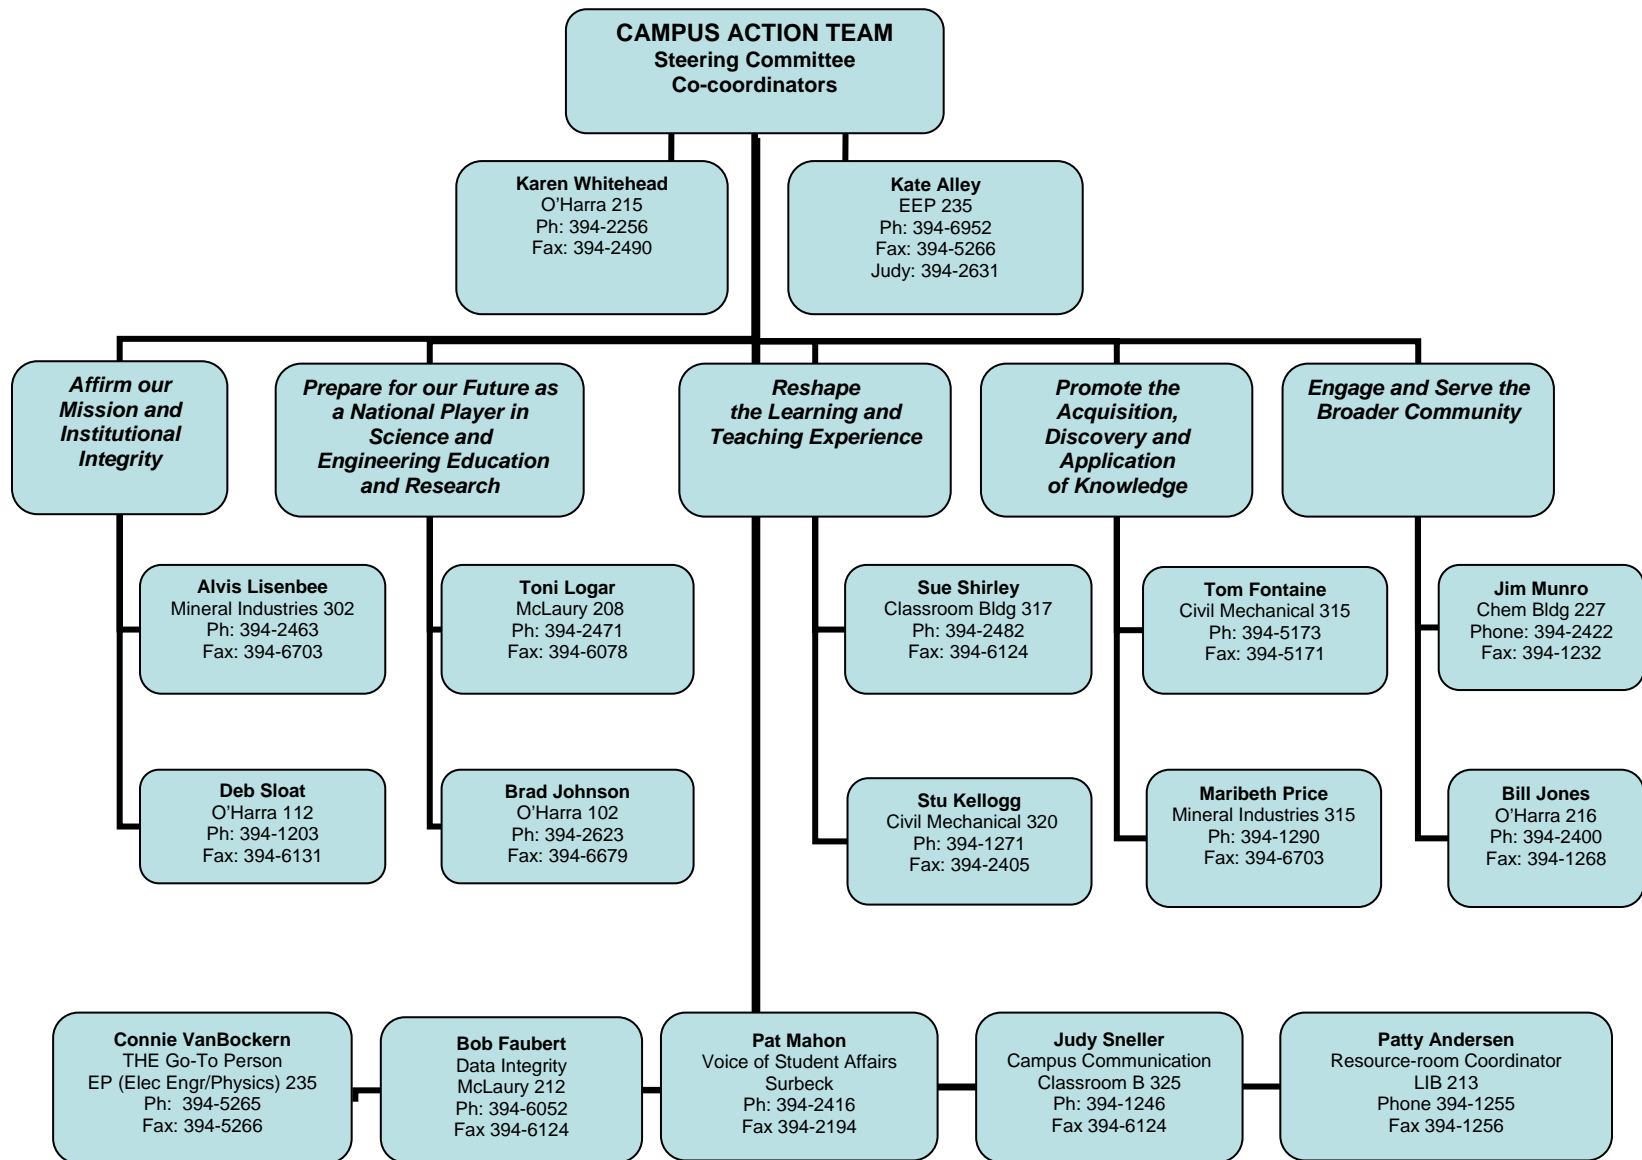 CAMPUS ACTION TEAM
Steering Committee
Co-coordinators
Karen Whitehead
O'Harra 215
Ph: 394-2256
Fax: 394-2490
Kate Alley
EEP 235
Ph: 394-6952
Fax: 394-5266
Judy: 394-2631
Affirm our
Mission and
Institutional
Integrity
Prepare for our Future as
a National Player in
Science and
Engineering Education
and Research
Reshape
the Learning and
Teaching Experience
Promote the
Acquisition,
Discovery and
Application
of Knowledge
Engage and Serve the
Broader Community
Alvis Lisenbee
Mineral Industries 302
Ph: 394-2463
Fax: 394-6703
Toni Logar
McLaury 208
Ph: 394-2471
Fax: 394-6078
Sue Shirley
Classroom Bldg 317
Ph: 394-2482
Fax: 394-6124
Tom Fontaine
Civil Mechanical 315
Ph: 394-5173
Fax: 394-5171
Jim Munro
Chem Bldg 227
Phone: 394-2422
Fax: 394-1232
Deb Sloat
O'Harra 112
Ph: 394-1203
Fax: 394-6131
Brad Johnson
O'Harra 102
Ph: 394-2623
Fax: 394-6679
Stu Kellogg
Civil Mechanical 320
Ph: 394-1271
Fax: 394-2405
Maribeth Price
Mineral Industries 315
Ph: 394-1290
Fax: 394-6703
Bill Jones
O'Harra 216
Ph: 394-2400
Fax: 394-1268
Connie VanBockern
THE Go-To Person
EP (Elec Engr/Physics) 235
Ph: 394-5265
Fax: 394-5266
Bob Faubert
Data Integrity
McLaury 212
Ph: 394-6052
Fax 394-6124
Pat Mahon
Voice of Student Affairs
Surbeck
Ph: 394-2416
Fax 394-2194
Judy Sneller
Campus Communication
Classroom B 325
Ph: 394-1246
Fax 394-6124
Patty Andersen
Resource-room Coordinator
LIB 213
Phone 394-1255
Fax 394-1256